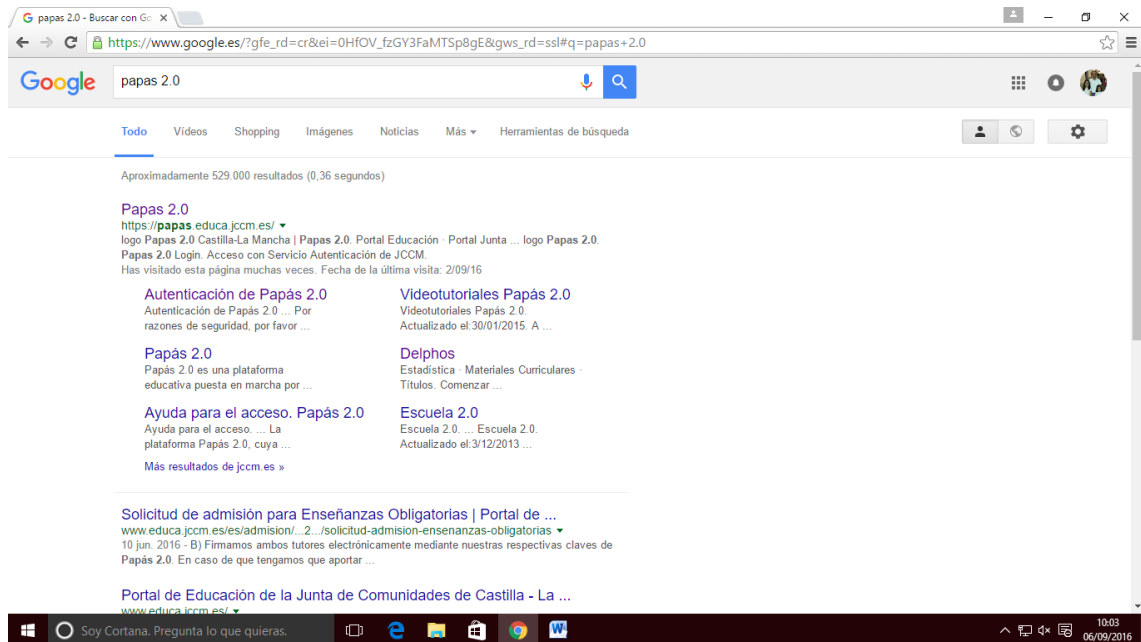 G papas 2.0 - Buscar con Go
https://www.google.es/?gfe_rd=cr&ei=0HfOV_fzGY3FaMTSp8gE&gws_rd=ssl#q=papas+2.0
Google papas 2.0
Todo Vídeos Shopping Imágenes Noticias Más Herramientas de búsqueda
Aproximadamente 529.000 resultados (0,36 segundos)
Papas 2.0
https://papas.educa.jccm.es/
logo Papas 2.0 Castilla-La Mancha | Papas 2.0. Portal Educación · Portal Junta ... logo Papas 2.0.
Papas 2.0 Login. Acceso con Servicio Autenticación de JCCM.
Has visitado esta página muchas veces. Fecha de la última visita: 2/09/16
Autenticación de Papás 2.0
Autenticación de Papás 2.0 ... Por
razones de seguridad, por favor ...
Videotutoriales Papás 2.0
Videotutoriales Papás 2.0.
Actualizado el:30/01/2015. A ...
Papás 2.0
Papás 2.0 es una plataforma
educativa puesta en marcha por ...
Delphos
Estadística · Materiales Curriculares ·
Títulos. Comenzar ...
Ayuda para el acceso. Papás 2.0
Ayuda para el acceso. ... La
plataforma Papás 2.0, cuya ...
Escuela 2.0
Escuela 2.0. ... Escuela 2.0.
Actualizado el:3/12/2013 ...
Más resultados de jccm.es »
Solicitud de admisión para Enseñanzas Obligatorias | Portal de ...
www.educa.jccm.es/es/admision/...2.../solicitud-admision-ensenanzas-obligatorias
10 jun. 2016 - B) Firmamos ambos tutores electrónicamente mediante nuestras respectivas claves de
Papás 2.0. En caso de que tengamos que aportar ...
Portal de Educación de la Junta de Comunidades de Castilla - La ...
www.educa.jccm.es/
Soy Cortana. Pregunta lo que quieras.
10:03
06/09/2016